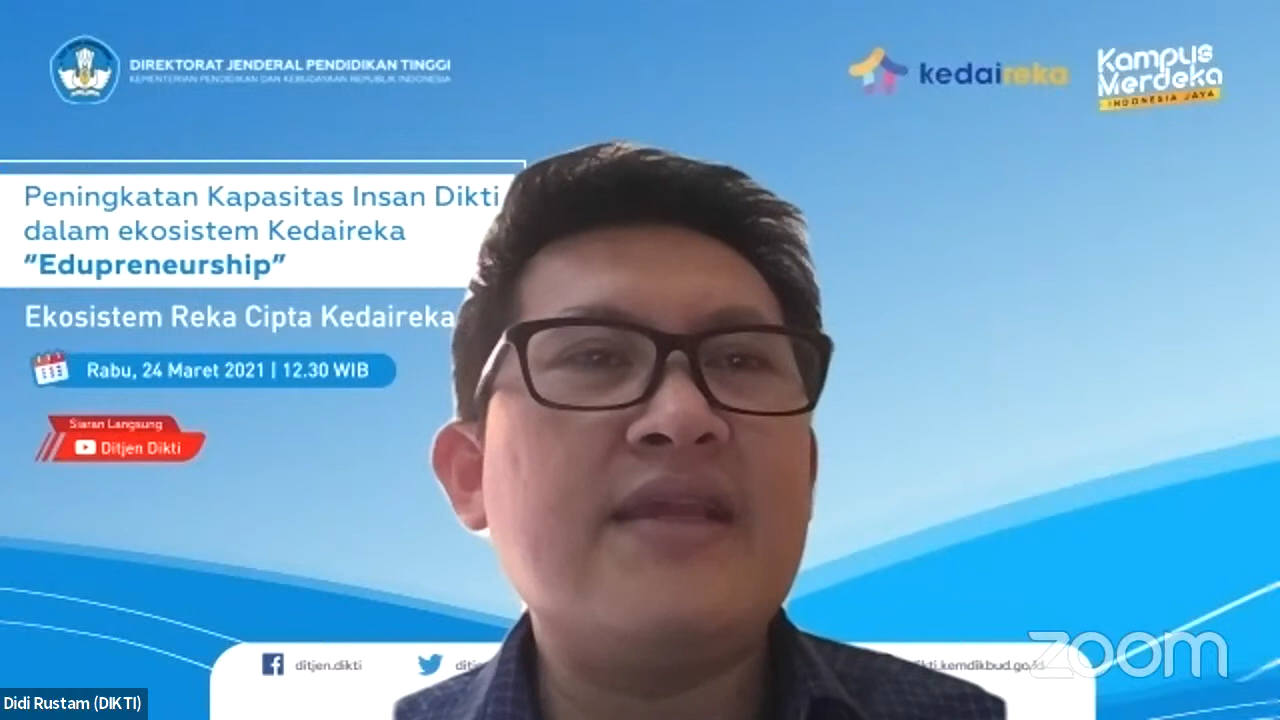 DIREKTORAT JENDERAL PENDIDIKAN TINGGI
KEMENTERIAN PENDIDIKAN DAN KEBUDAYAAN REPUBLIK INDONESIA
kedaireka
Kampus
Merdeka
INDONESIA JAYA
Peningkatan Kapasitas Insan Dikti
dalam ekosistem Kedaireka
“Edupreneurship”
Ekosistem Reka Cipta Kedaireka
Rabu, 24 Maret 2021 | 12.30 WIB
Siaran Langsung
Ditjen Dikti
ditjen.dikti
zoom
Didi Rustam (DIKTI)